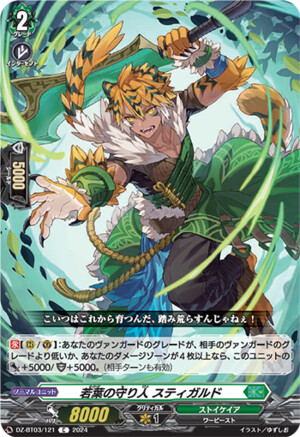 2
グレード
インターセプト
5000
シールド
こいつはこれから育つんだ、踏み荒らすんじゃねぇ!
【永】【(V)/(R)】:あなたのヴァンガードのグレードが、相手のヴァンガードのグレードより低いか、あなたのダメージゾーンが4枚以上なら、このユニットの+5000/+5000。(相手ターンも有効)
ノーマルユニット
若葉の守り人 スティガルド
パワー
8000
クリティカル
1
ストイケイア
ワービースト
DZ-BT03/121
C
2024
イラスト/ゆずしお